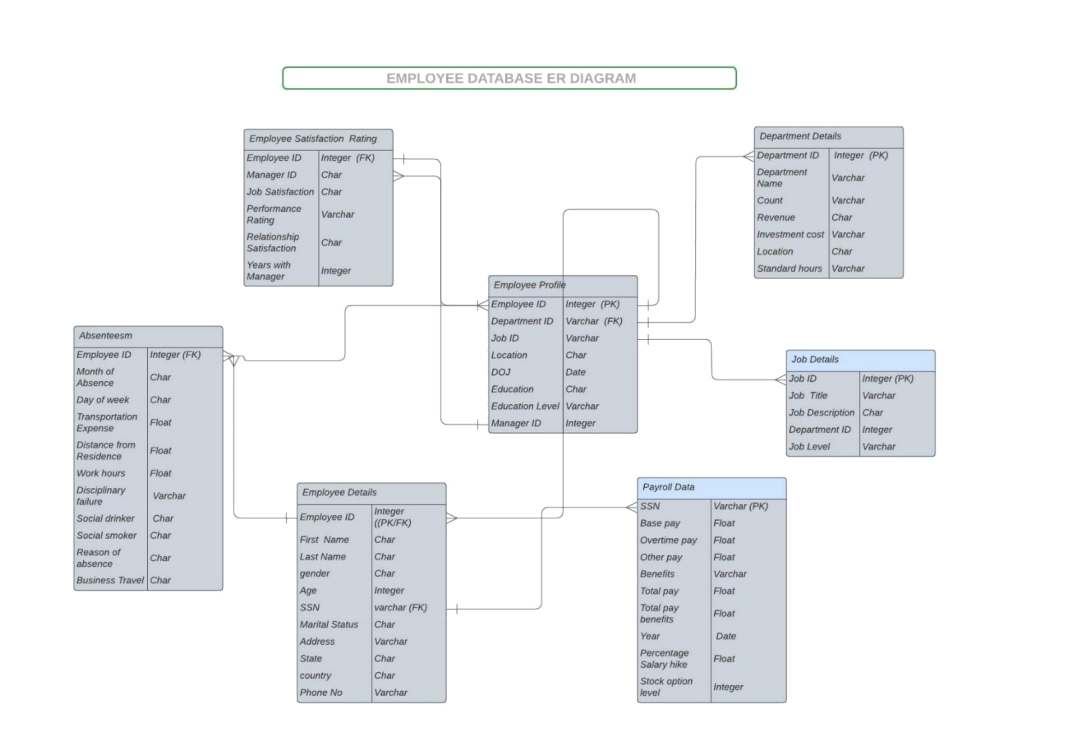 EMPLOYEE DATABASE ER DIAGRAM
Employee Satisfaction Rating
Employee ID Integer (FK)
Manager ID Char
Job Satisfaction Char
Performance
Rating Varchar
Relationship
Satisfaction Char
Years with
Manager Integer
Department Details
Department ID Integer (PK)
Department
Name Varchar
Count Varchar
Revenue Char
Investment cost Varchar
Location Char
Standard hours Varchar
Employee Profile
Employee ID Integer (PK)
Department ID Varchar (FK)
Job ID Varchar
Location Char
DOJ Date
Education Char
Education Level Varchar
Manager ID Integer
Absenteesm
Employee ID Integer (FK)
Month of
Absence Char
Day of week Char
Transportation
Expense Float
Distance from
Residence Float
Work hours Float
Disciplinary
failure Varchar
Social drinker Char
Social smoker Char
Reason of
absence Char
Business Travel Char
Job Details
Job ID Integer (PK)
Job Title Varchar
Job Description Char
Department ID Integer
Job Level Varchar
Employee Details
Employee ID Integer
((PK/FK)
First Name Char
Last Name Char
gender Char
Age Integer
SSN varchar (FK)
Marital Status Char
Address Varchar
State Char
country Char
Phone No Varchar
Payroll Data
SSN Varchar (PK)
Base pay Float
Overtime pay Float
Other pay Float
Benefits Varchar
Total pay Float
Total pay
benefits Float
Year Date
Percentage
Salary hike Float
Stock option
level Integer